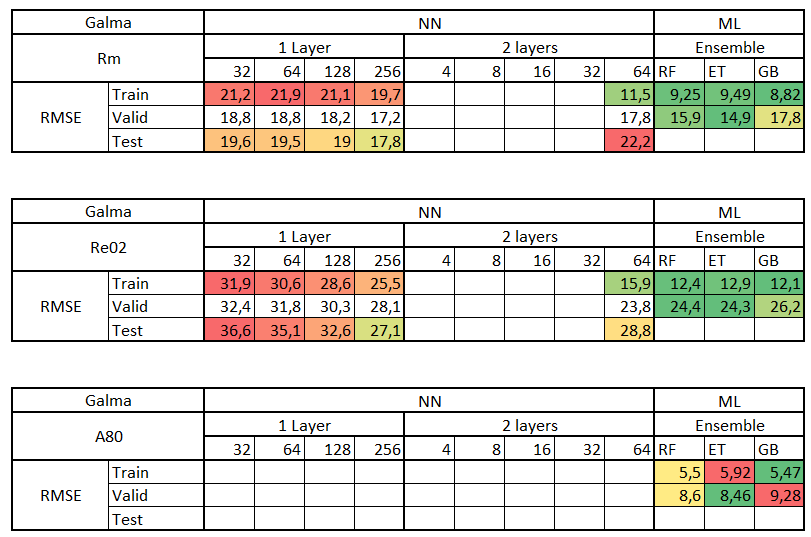 Galma NN ML
Rm 1 Layer 2 layers Ensemble
32 64 128 256 4 8 16 32 64 RF ET GB
RMSE Train 21,2 21,9 21,1 19,7 11,5 9,25 9,49 8,82
Valid 18,8 18,8 18,2 17,2 17,8 15,9 14,9 17,8
Test 19,6 19,5 19 17,8 22,2
Galma NN ML
Re02 1 Layer 2 layers Ensemble
32 64 128 256 4 8 16 32 64 RF ET GB
RMSE Train 31,9 30,6 28,6 25,5 15,9 12,4 12,9 12,1
Valid 32,4 31,8 30,3 28,1 23,8 24,4 24,3 26,2
Test 36,6 35,1 32,6 27,1 28,8
Galma NN ML
A80 1 Layer 2 layers Ensemble
32 64 128 256 4 8 16 32 64 RF ET GB
RMSE Train 5,5 5,92 5,47
Valid 8,6 8,46 9,28
Test